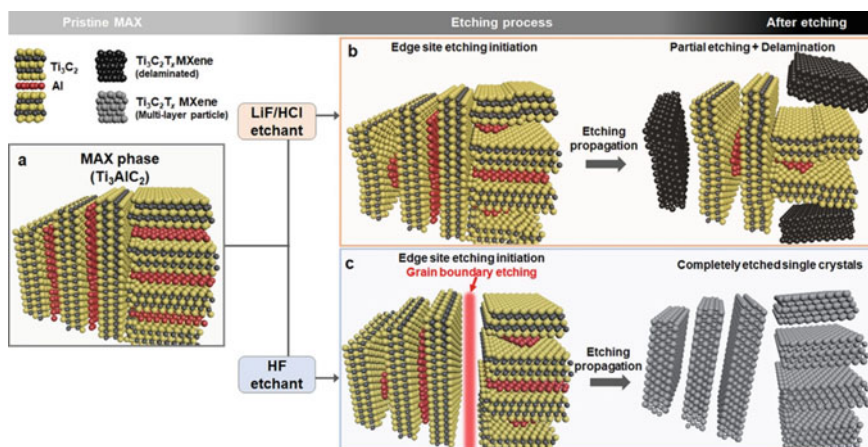 Pristine MAX
Etching process
After etching
Ti₃C₂
Al
Ti₃C₂Tₓ MXene
(delaminated)
Ti₃C₂Tₓ MXene
(Multi-layer particle)
LiF/HCl
etchant
HF
etchant
a
MAX phase
(Ti₃AlC₂)
b
Edge site etching initiation
Etching
propagation
Partial etching + Delamination
c
Edge site etching initiation
Grain boundary etching
Etching
propagation
Completely etched single crystals